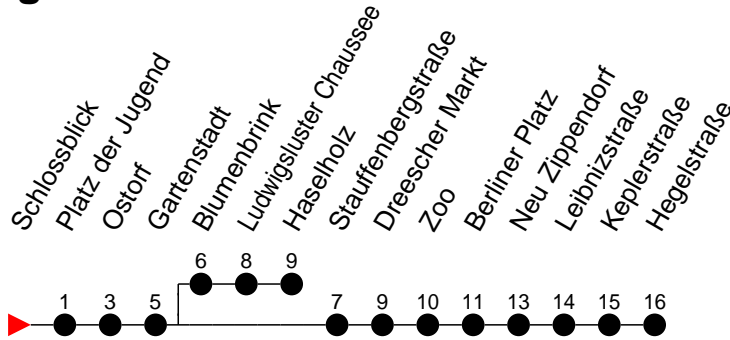 g
Schlossblick
Platz der Jugend
Ostorf
Gartenstadt
Blumenbrink
Ludwigsluster Chaussee
Haselholz
Stauffenbergstraße
Dreescher Markt
Zoo
Berliner Platz
Neu Zippendorf
Leibnizstraße
Keplerstraße
Hegelstraße
6 8 9
1 3 5 7 9 10 11 13 14 15 16